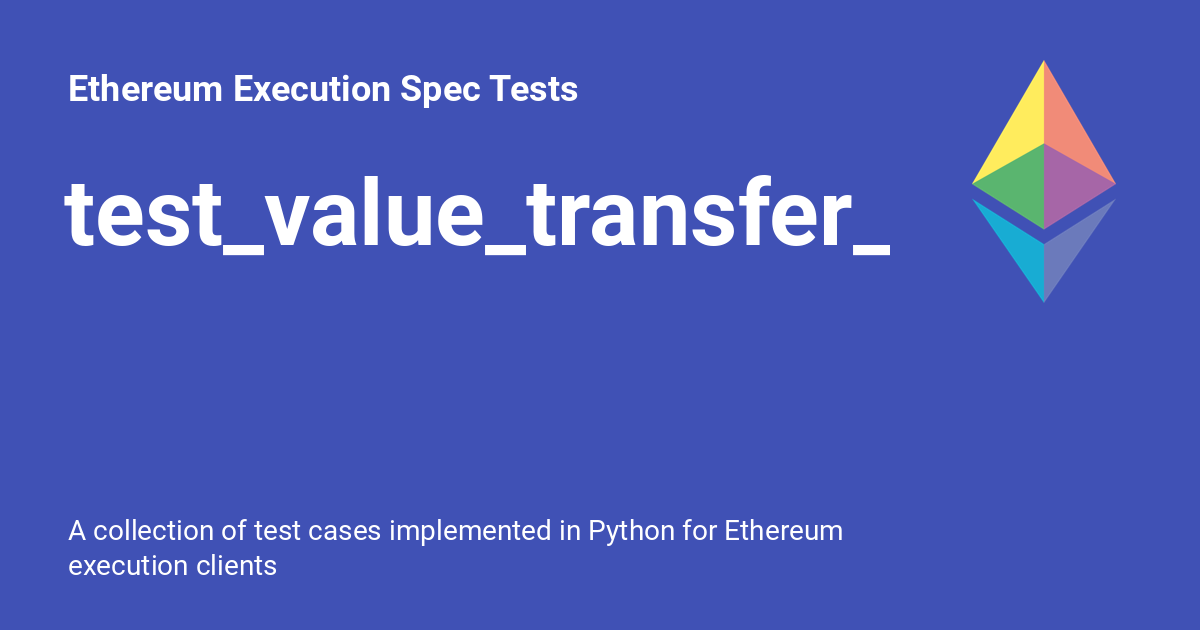 Ethereum Execution Spec Tests
test_value_transfer_
A collection of test cases implemented in Python for Ethereum
execution clients